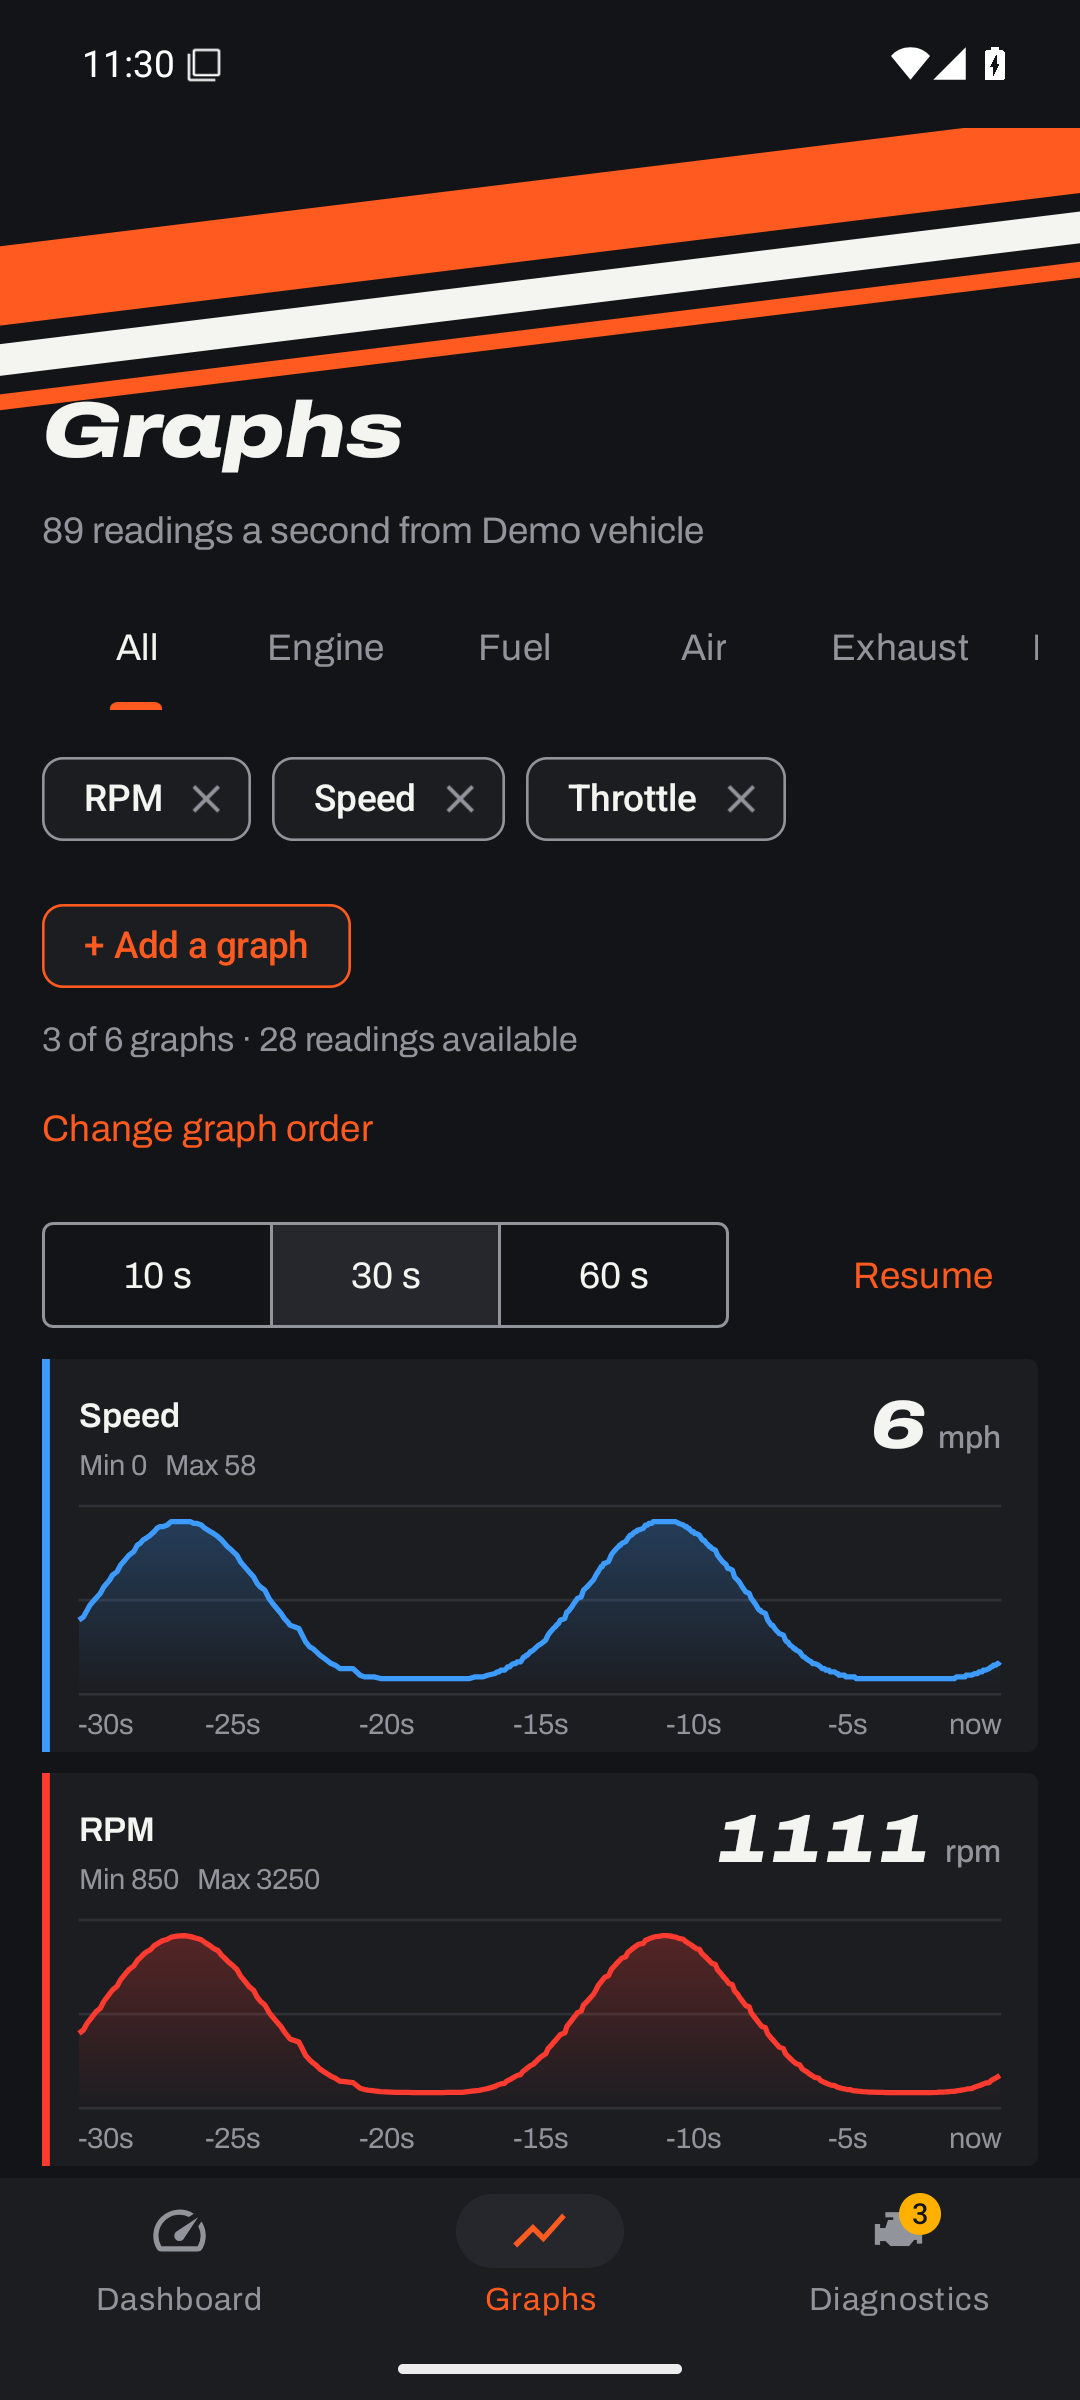 11:30
Graphs
89 readings a second from Demo vehicle
All Engine Fuel Air Exhaust
RPM Speed Throttle
+ Add a graph
3 of 6 graphs · 28 readings available
Change graph order
10 s 30 s 60 s Resume
Speed 6 mph
Min 0 Max 58
-30s -25s -20s -15s -10s -5s now
RPM 1111 rpm
Min 850 Max 3250
-30s -25s -20s -15s -10s -5s now
3
Dashboard Graphs Diagnostics